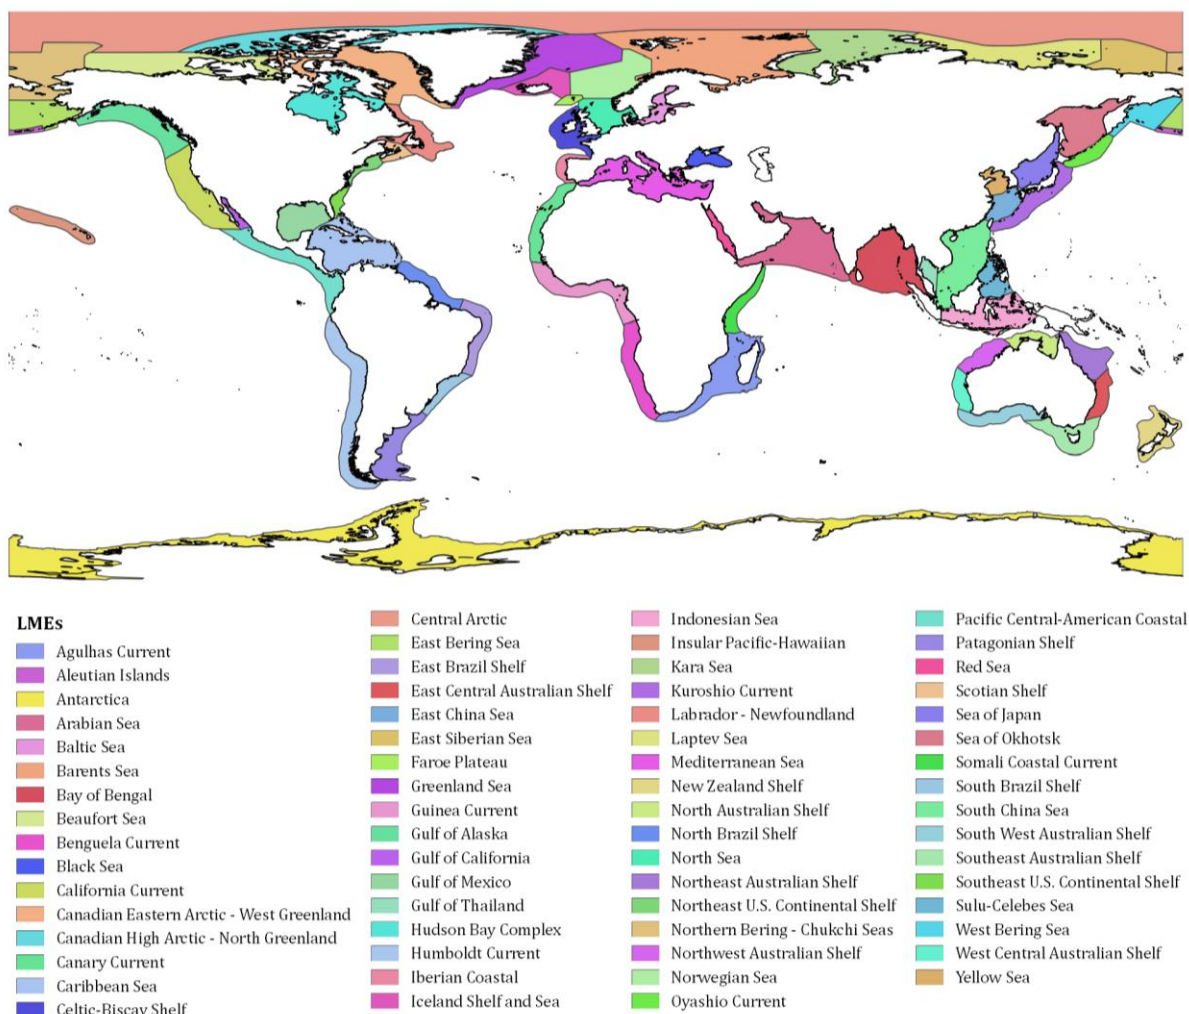 LMEs
Agulhas Current
Aleutian Islands
Antarctica
Arabian Sea
Baltic Sea
Barents Sea
Bay of Bengal
Beaufort Sea
Benguela Current
Black Sea
California Current
Canadian Eastern Arctic - West Greenland
Canadian High Arctic - North Greenland
Canary Current
Caribbean Sea
Celtic-Biscay Shelf
Central Arctic
East Bering Sea
East Brazil Shelf
East Central Australian Shelf
East China Sea
East Siberian Sea
Faroe Plateau
Greenland Sea
Guinea Current
Gulf of Alaska
Gulf of California
Gulf of Mexico
Gulf of Thailand
Hudson Bay Complex
Humboldt Current
Iberian Coastal
Iceland Shelf and Sea
Indonesian Sea
Insular Pacific-Hawaiian
Kara Sea
Kuroshio Current
Labrador - Newfoundland
Laptev Sea
Mediterranean Sea
New Zealand Shelf
North Australian Shelf
North Brazil Shelf
North Sea
Northeast Australian Shelf
Northeast U.S. Continental Shelf
Northern Bering - Chukchi Seas
Northwest Australian Shelf
Norwegian Sea
Oyashio Current
Pacific Central-American Coastal
Patagonian Shelf
Red Sea
Scotian Shelf
Sea of Japan
Sea of Okhotsk
Somali Coastal Current
South Brazil Shelf
South China Sea
South West Australian Shelf
Southeast Australian Shelf
Southeast U.S. Continental Shelf
Sulu-Celebes Sea
West Bering Sea
West Central Australian Shelf
Yellow Sea